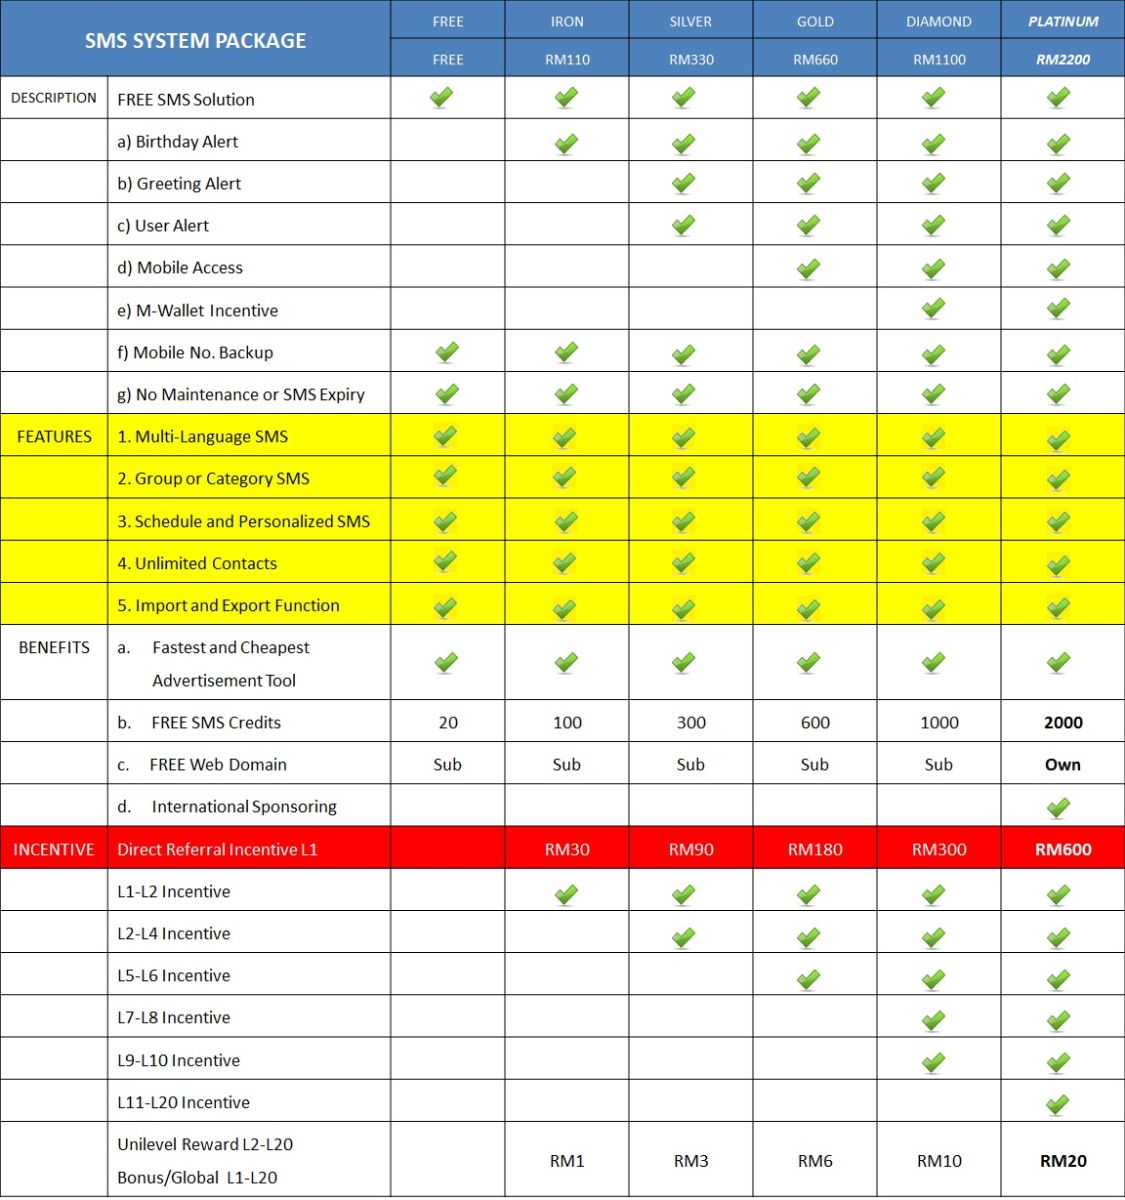 SMS SYSTEM PACKAGE FREE IRON SILVER GOLD DIAMOND PLATINUM
FREE RM110 RM330 RM660 RM1100 RM2200
DESCRIPTION FREE SMS Solution
a) Birthday Alert
b) Greeting Alert
c) User Alert
d) Mobile Access
e) M-Wallet Incentive
f) Mobile No. Backup
g) No Maintenance or SMS Expiry
FEATURES 1. Multi-Language SMS
2. Group or Category SMS
3. Schedule and Personalized SMS
4. Unlimited Contacts
5. Import and Export Function
BENEFITS a. Fastest and Cheapest
Advertisement Tool
b. FREE SMS Credits 20 100 300 600 1000 2000
c. FREE Web Domain Sub Sub Sub Sub Sub Own
d. International Sponsoring
INCENTIVE Direct Referral Incentive L1 RM30 RM90 RM180 RM300 RM600
L1-L2 Incentive
L2-L4 Incentive
L5-L6 Incentive
L7-L8 Incentive
L9-L10 Incentive
L11-L20 Incentive
Unilevel Reward L2-L20
Bonus/Global L1-L20 RM1 RM3 RM6 RM10 RM20